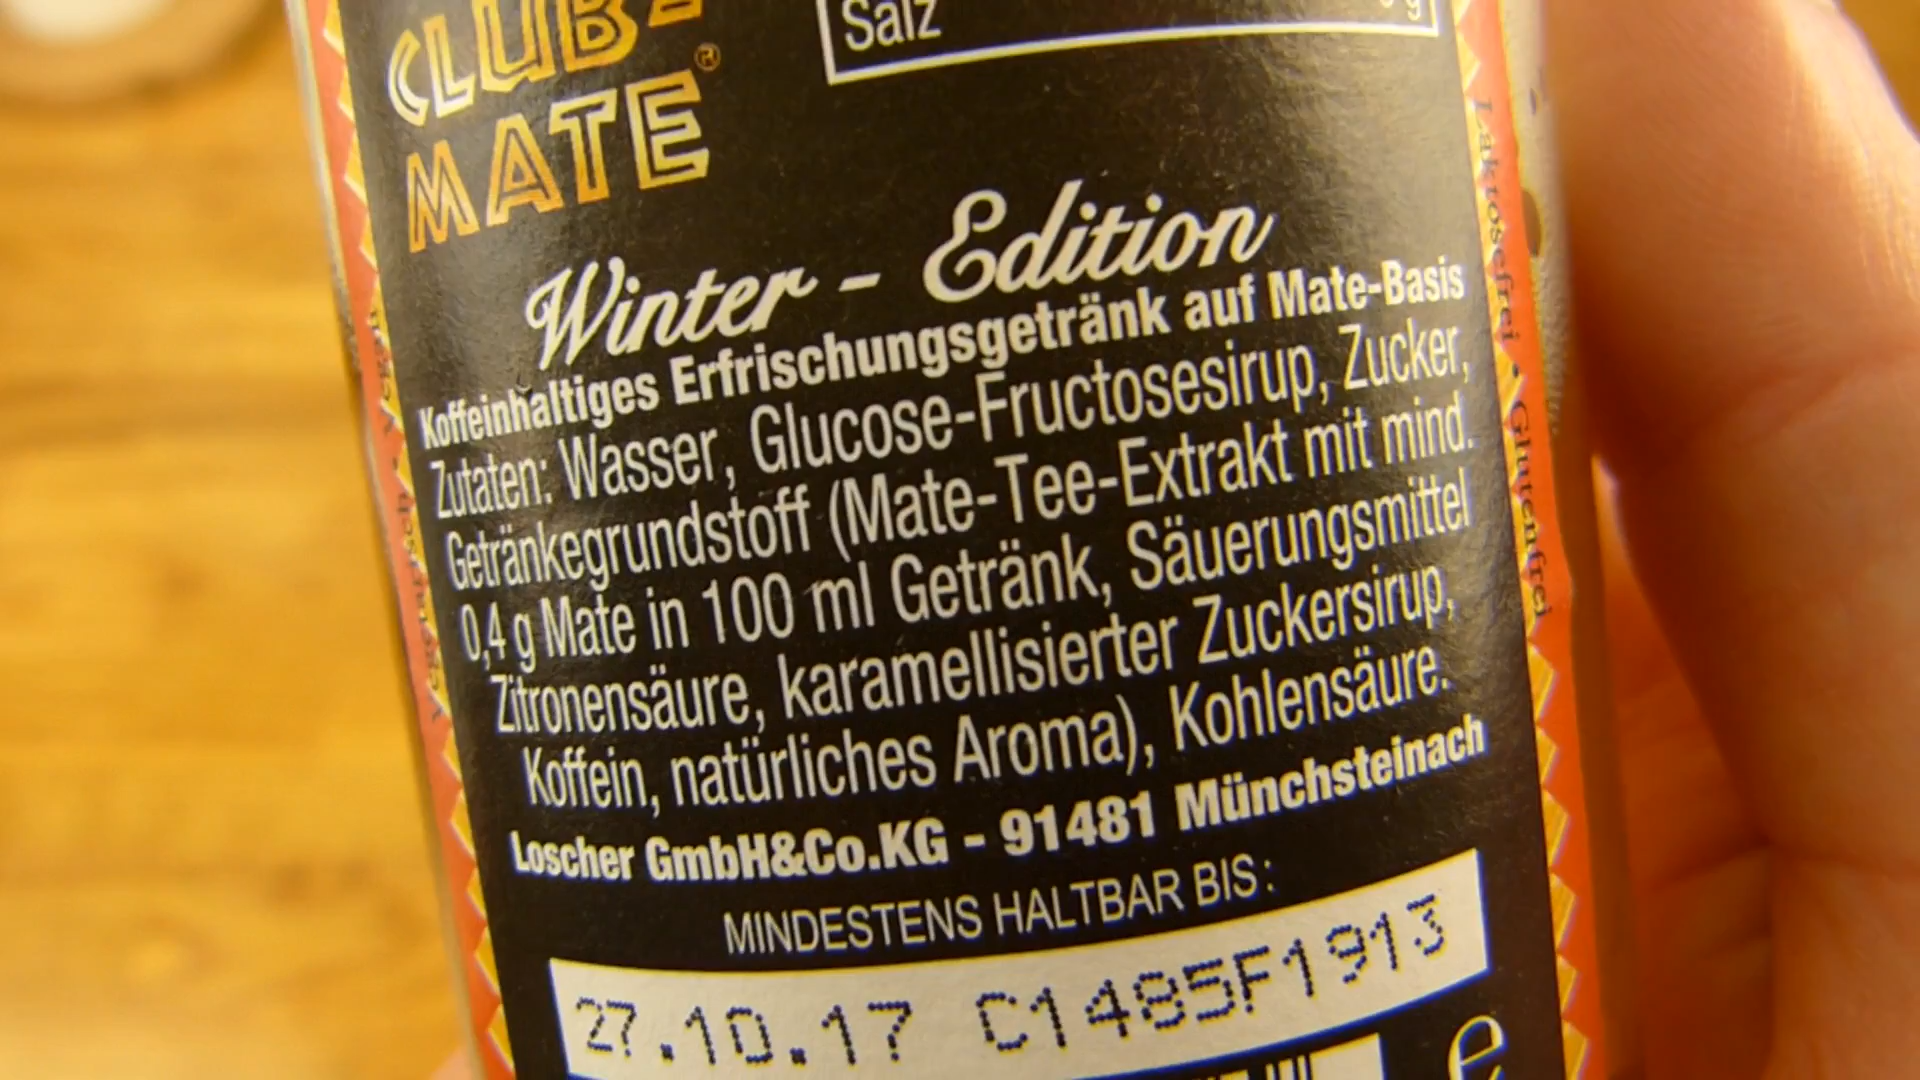 CLUB-
MATE®
Salz
g
Winter - Edition
Koffeinhaltiges Erfrischungsgetränk auf Mate-Basis
Zutaten: Wasser, Glucose-Fructosesirup, Zucker,
Getränkegrundstoff (Mate-Tee-Extrakt mit mind.
0,4 g Mate in 100 ml Getränk, Säuerungsmittel
Zitronensäure, karamellisierter Zuckersirup,
Koffein, natürliches Aroma), Kohlensäure.
Loscher GmbH&Co.KG - 91481 Münchsteinach
MINDESTENS HALTBAR BIS:
27.10.17 C1485F1913
e
Laktosefrei • Glutenfrei